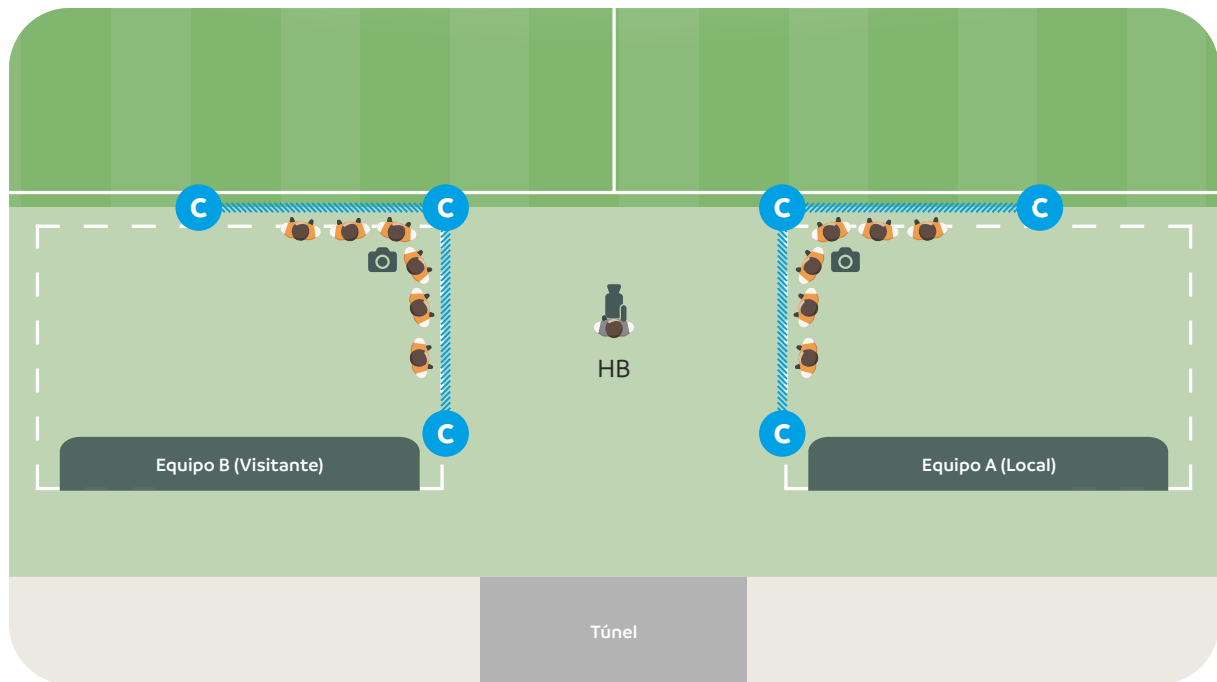 C C C C
HB
C C
Equipo B (Visitante) Equipo A (Local)
Túnel